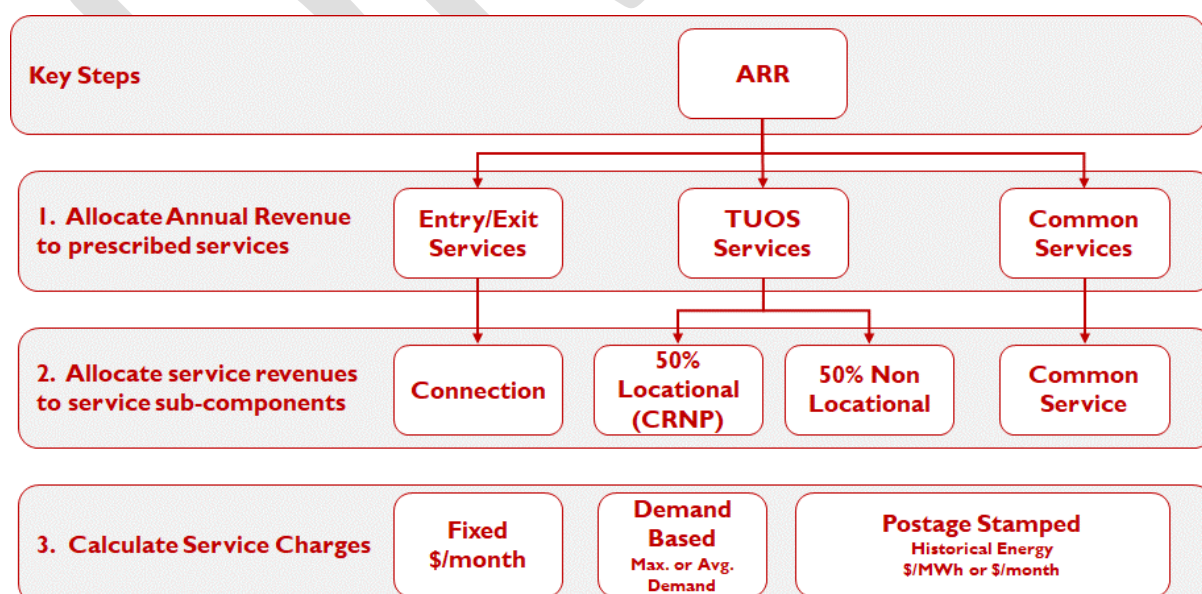 Key Steps
ARR
1. Allocate Annual Revenue
to prescribed services
Entry/Exit
Services
TUOS
Services
Common
Services
2. Allocate service revenues
to service sub-components
Connection
50%
Locational
(CRNP)
50% Non
Locational
Common
Service
3. Calculate Service Charges
Fixed
$/month
Demand
Based
Max. or Avg.
Demand
Postage Stamped
Historical Energy
$/MWh or $/month